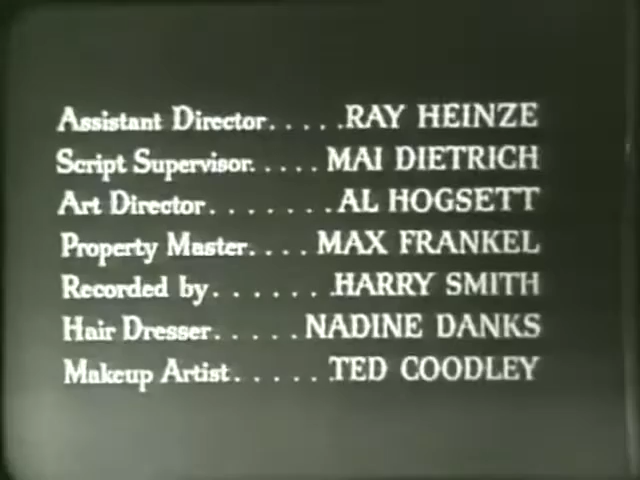 Assistant Director.....RAY HEINZE
Script Supervisor.....MAI DIETRICH
Art Director........AL HOGSETT
Property Master....MAX FRANKEL
Recorded by.......HARRY SMITH
Hair Dresser.....NADINE DANKS
Makeup Artist......TED COODLEY